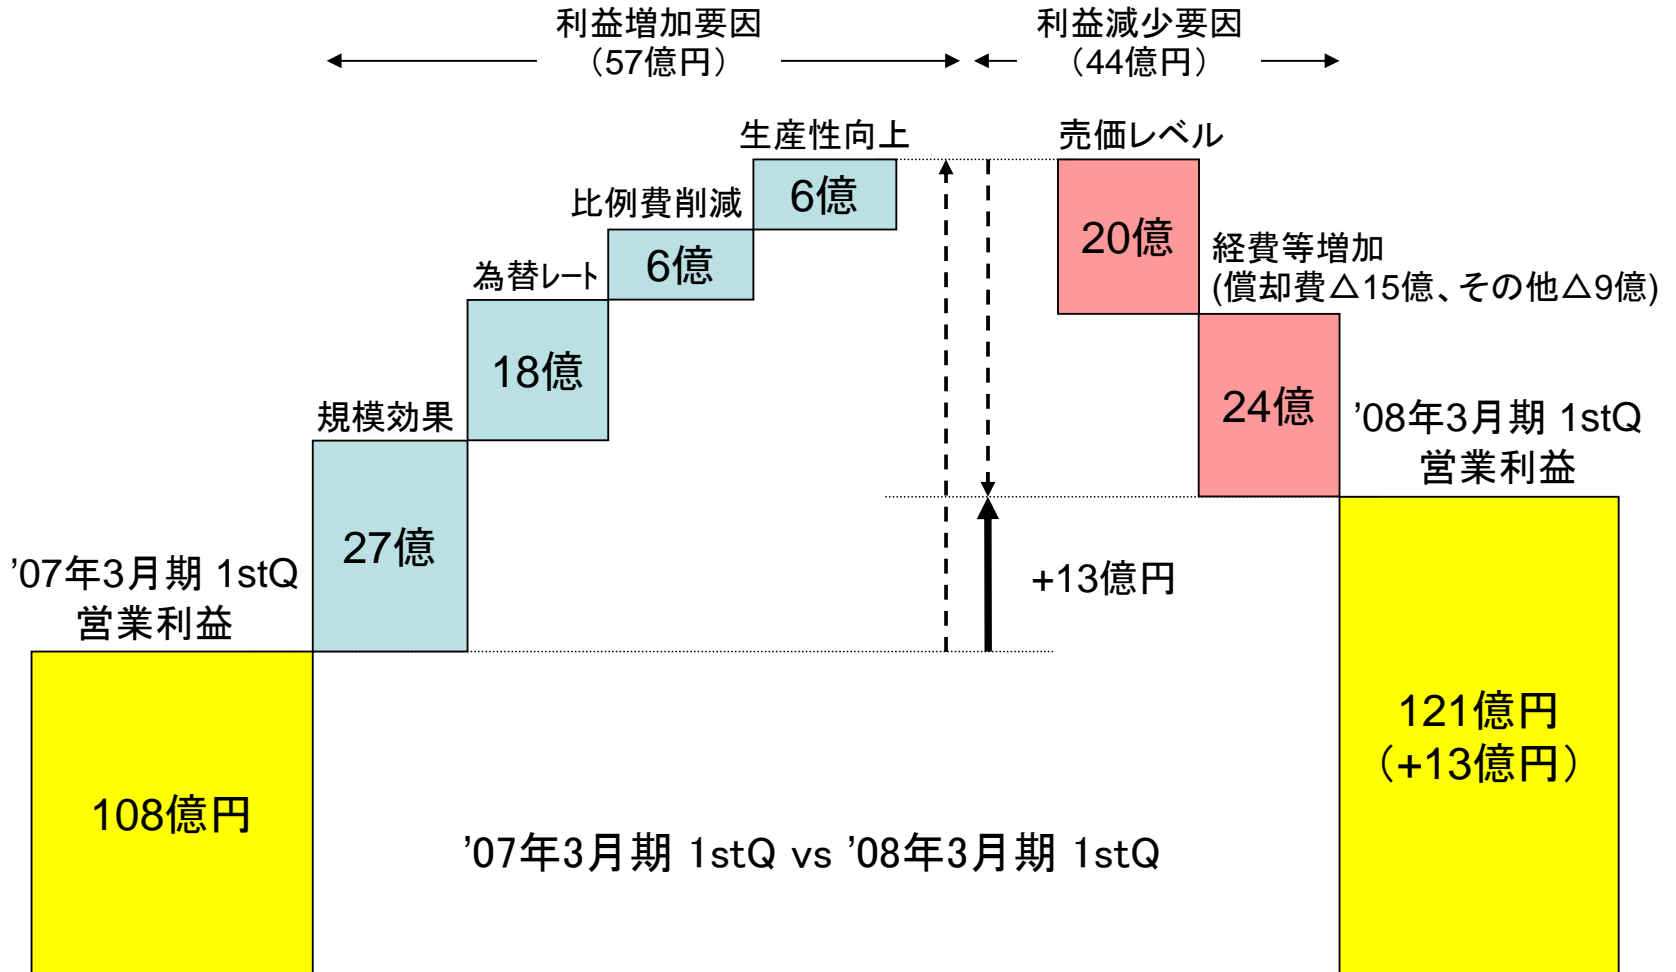 利益増加要因
（57億円）
利益減少要因
（44億円）
生産性向上
売価レベル
比例費削減
6億
20億
経費等増加
(償却費△15億、その他△9億)
為替レート
6億
18億
規模効果
24億
'08年3月期 1stQ
営業利益
27億
'07年3月期 1stQ
営業利益
+13億円
121億円
（+13億円）
108億円
'07年3月期 1stQ vs '08年3月期 1stQ